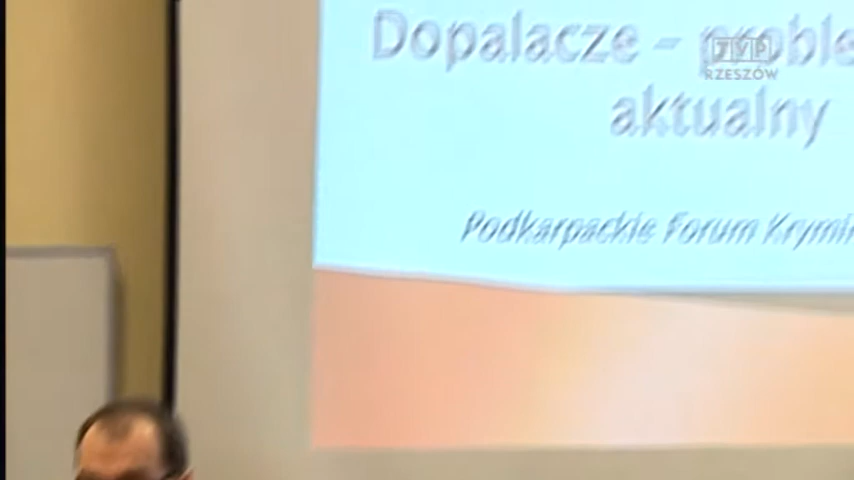 Dopalacze –
aktualny
Podkarpackie Forum
TVP
RZESZÓW